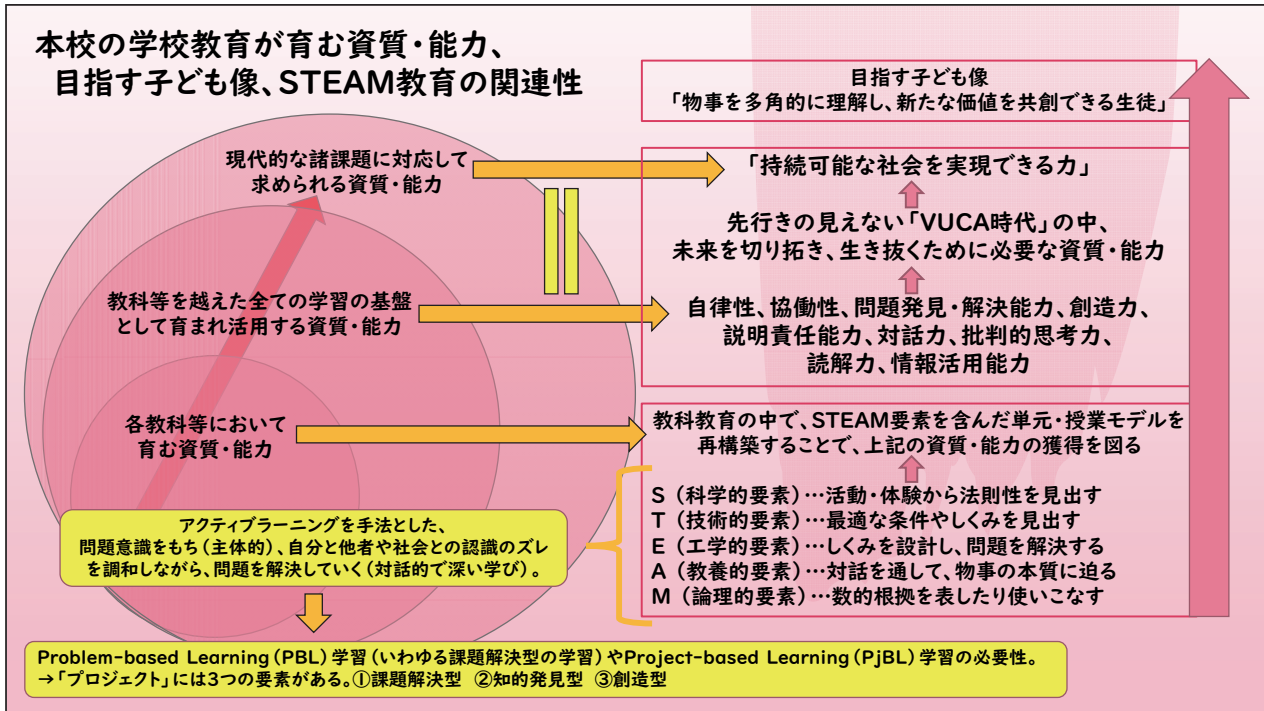 本校の学校教育が育む資質・能力、
目指す子ども像、STEAM教育の関連性
現代的な諸課題に対応して
求められる資質・能力
教科等を越えた全ての学習の基盤
として育まれ活用する資質・能力
各教科等において
育む資質・能力
アクティブラーニングを手法とした、
問題意識をもち(主体的)、自分と他者や社会との認識のズレ
を調和しながら、問題を解決していく(対話的で深い学び)。
目指す子ども像
「物事を多角的に理解し、新たな価値を共創できる生徒」
「持続可能な社会を実現できる力」
先行きの見えない「VUCA時代」の中、
未来を切り拓き、生き抜くために必要な資質・能力
自律性、協働性、問題発見・解決能力、創造力、
説明責任能力、対話力、批判的思考力、
読解力、情報活用能力
教科教育の中で、STEAM要素を含んだ単元・授業モデルを
再構築することで、上記の資質・能力の獲得を図る
S(科学的要素)…活動・体験から法則性を見出す
T(技術的要素)…最適な条件やしくみを見出す
E(工学的要素)…しくみを設計し、問題を解決する
A(教養的要素)…対話を通して、物事の本質に迫る
M(論理的要素)…数的根拠を表したり使いこなす
Problem-based Learning(PBL)学習(いわゆる課題解決型の学習)やProject-based Learning(PjBL)学習の必要性。
→「プロジェクト」には3つの要素がある。①課題解決型 ②知的発見型 ③創造型